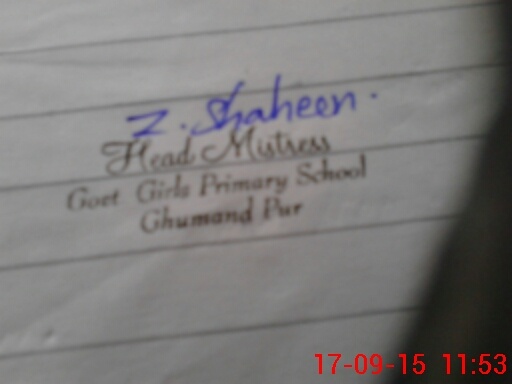 Z. Shaheen.
Head Mistress
Govt Girls Primary School
Ghumand Pur
17-09-15 11:53